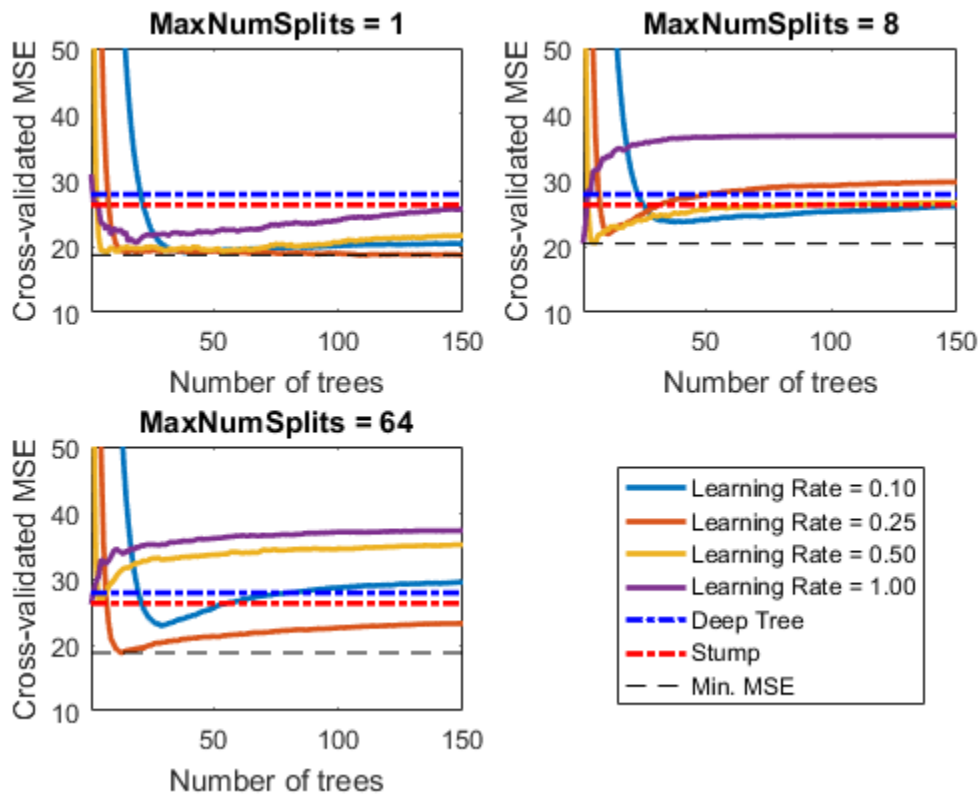 MaxNumSplits = 1
Cross-validated MSE
50
40
30
20
10
50
100
150
Number of trees
MaxNumSplits = 8
Cross-validated MSE
50
40
30
20
10
50
100
150
Number of trees
MaxNumSplits = 64
Cross-validated MSE
50
40
30
20
10
50
100
150
Number of trees
Learning Rate = 0.10
Learning Rate = 0.25
Learning Rate = 0.50
Learning Rate = 1.00
Deep Tree
Stump
Min. MSE